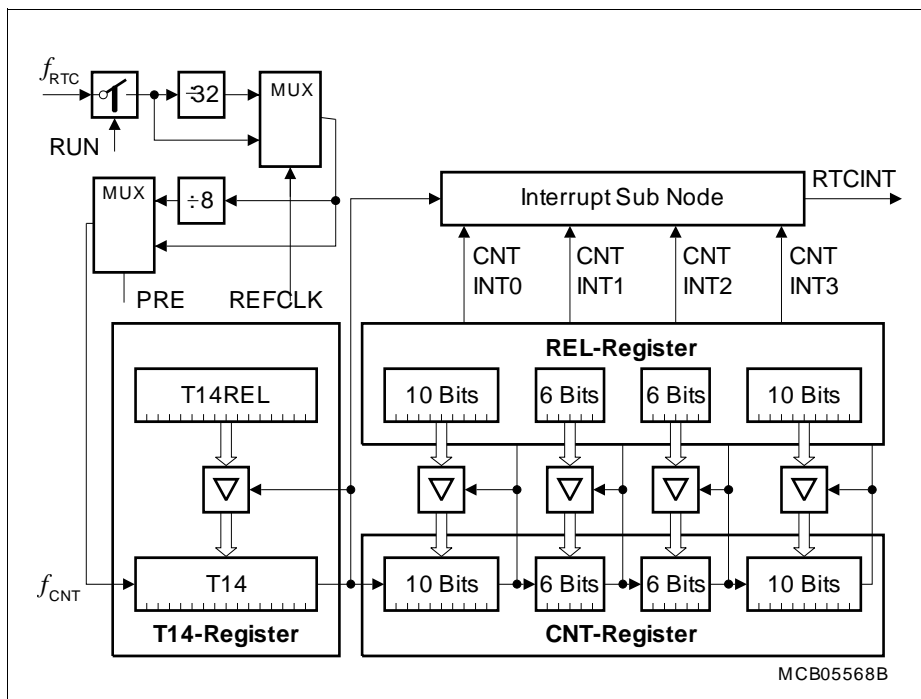 fRTC
÷32
MUX
RUN
MUX
÷8
PRE
REFCLK
Interrupt Sub Node
RTCINT
CNT INT0
CNT INT1
CNT INT2
CNT INT3
REL-Register
T14REL
10 Bits
6 Bits
6 Bits
10 Bits
fCNT
T14
10 Bits
6 Bits
6 Bits
10 Bits
T14-Register
CNT-Register
MCB05568B